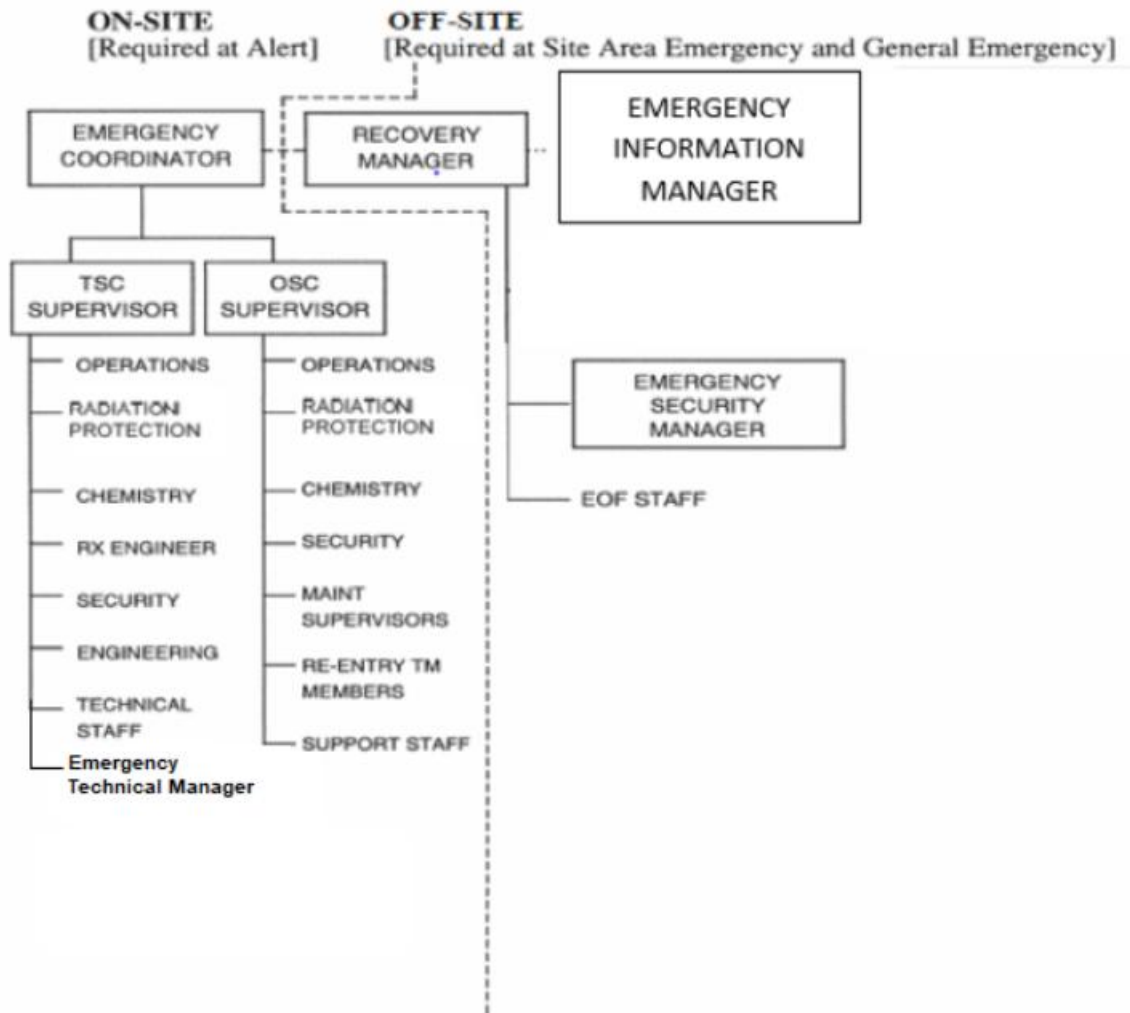 ON-SITE
[Required at Alert]
OFF-SITE
[Required at Site Area Emergency and General Emergency]
EMERGENCY
COORDINATOR
RECOVERY
MANAGER
EMERGENCY
INFORMATION
MANAGER
TSC
SUPERVISOR
OPERATIONS
RADIATION
PROTECTION
CHEMISTRY
RX ENGINEER
SECURITY
ENGINEERING
TECHNICAL
STAFF
Emergency
Technical Manager
OSC
SUPERVISOR
OPERATIONS
RADIATION
PROTECTION
CHEMISTRY
SECURITY
MAINT
SUPERVISORS
RE-ENTRY TM
MEMBERS
SUPPORT STAFF
EMERGENCY
SECURITY
MANAGER
EOF STAFF